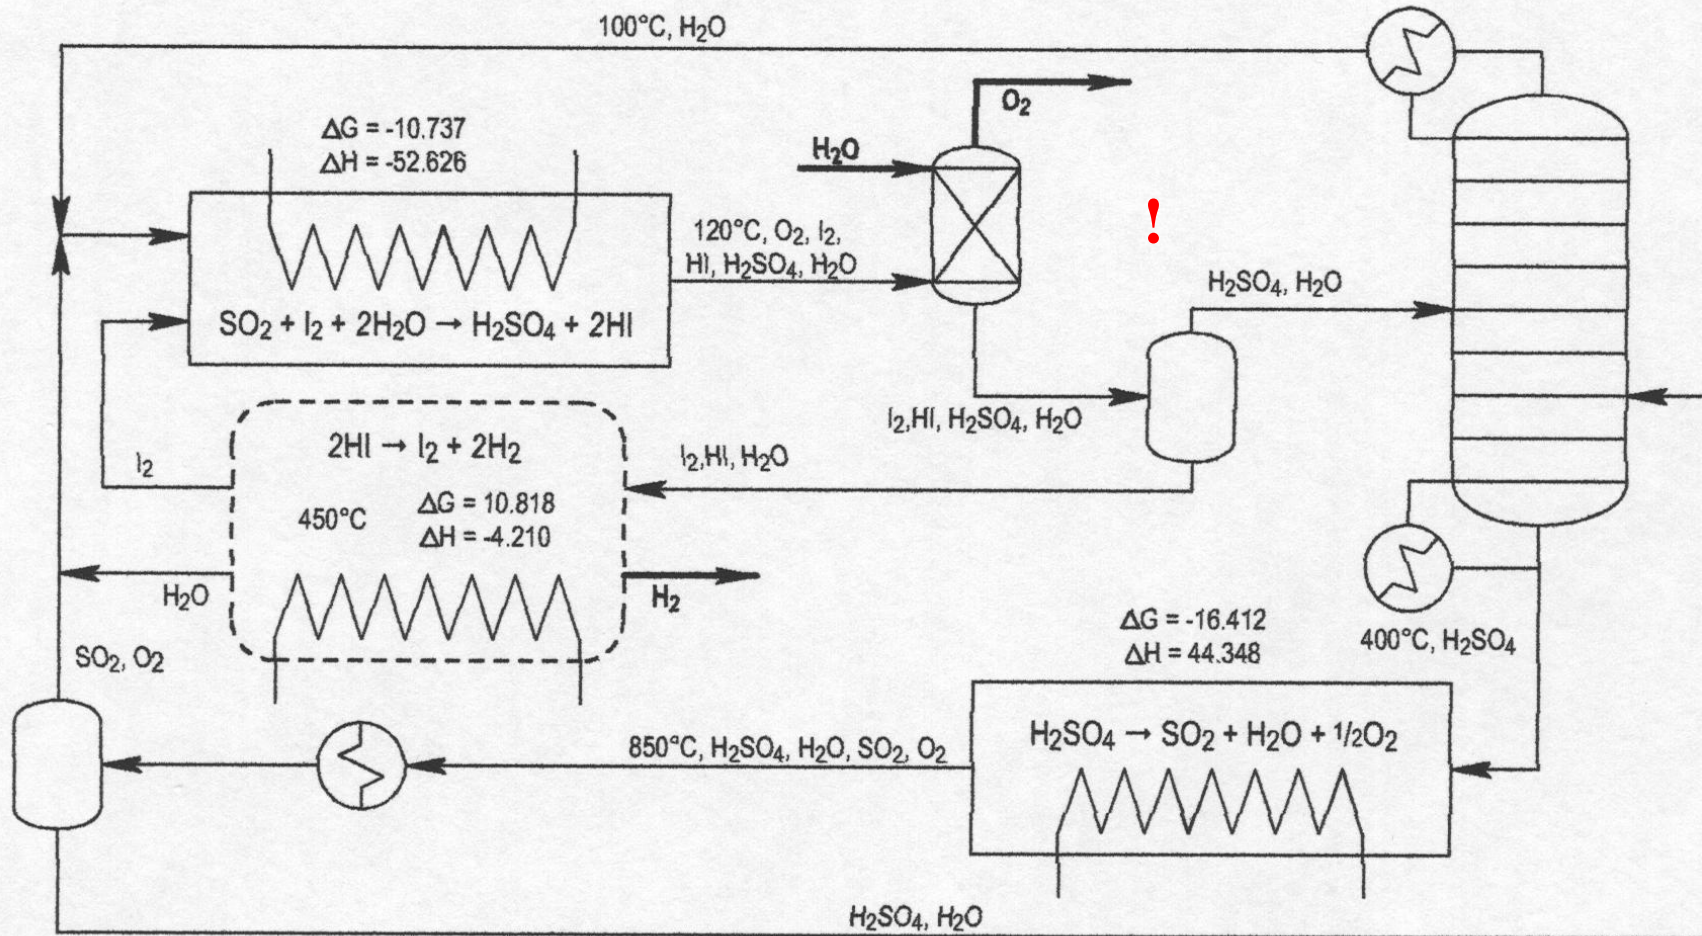 100°C, H₂O
O₂
ΔG = -10.737
ΔH = -52.626
H₂O
!
120°C, O₂, I₂,
HI, H₂SO₄, H₂O
H₂SO₄, H₂O
SO₂ + I₂ + 2H₂O → H₂SO₄ + 2HI
I₂,HI, H₂SO₄, H₂O
2HI → I₂ + 2H₂
I₂
I₂,HI, H₂O
450°C
ΔG = 10.818
ΔH = -4.210
H₂O
H₂
SO₂, O₂
ΔG = -16.412
ΔH = 44.348
400°C, H₂SO₄
H₂SO₄ → SO₂ + H₂O + 1/2O₂
850°C, H₂SO₄, H₂O, SO₂, O₂
H₂SO₄, H₂O